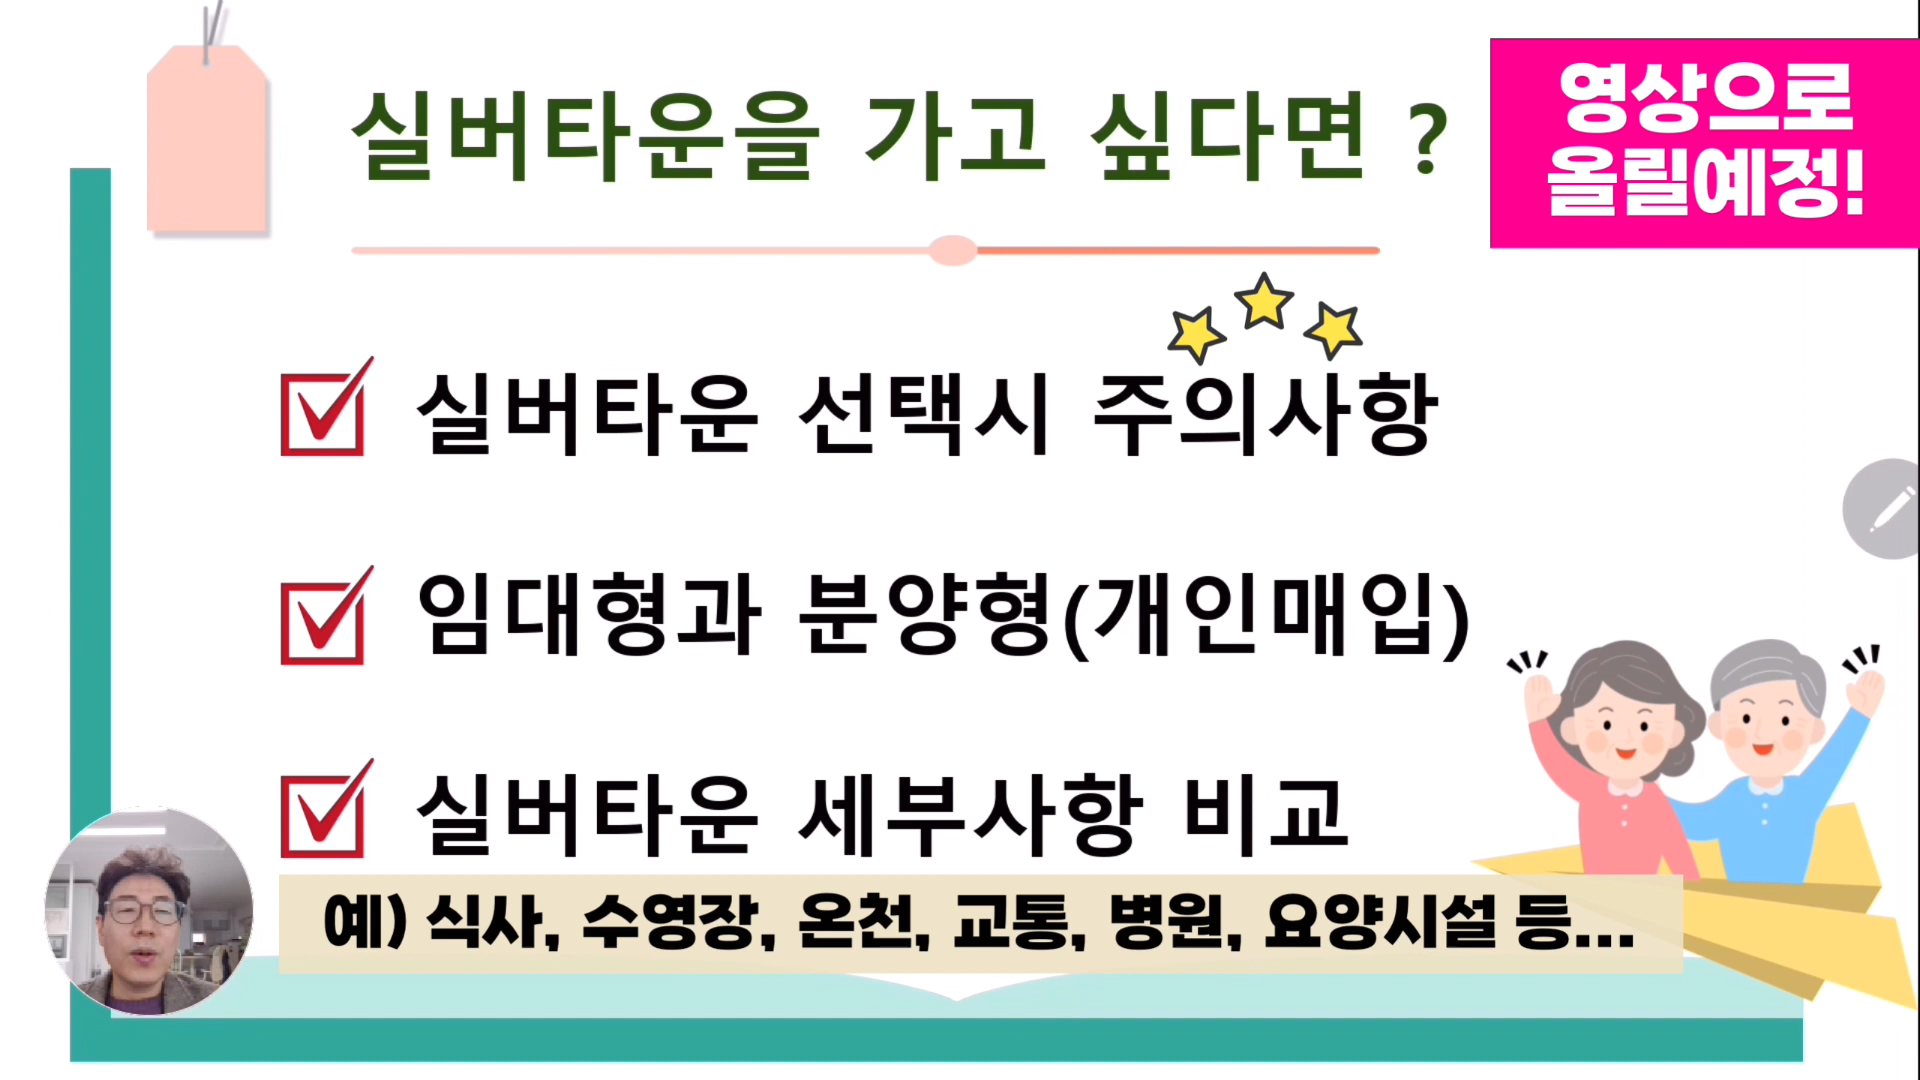 실버타운을 가고 싶다면 ?
영상으로
올릴예정!
실버타운 선택시 주의사항
임대형과 분양형(개인매입)
실버타운 세부사항 비교
예) 식사, 수영장, 온천, 교통, 병원, 요양시설 등...